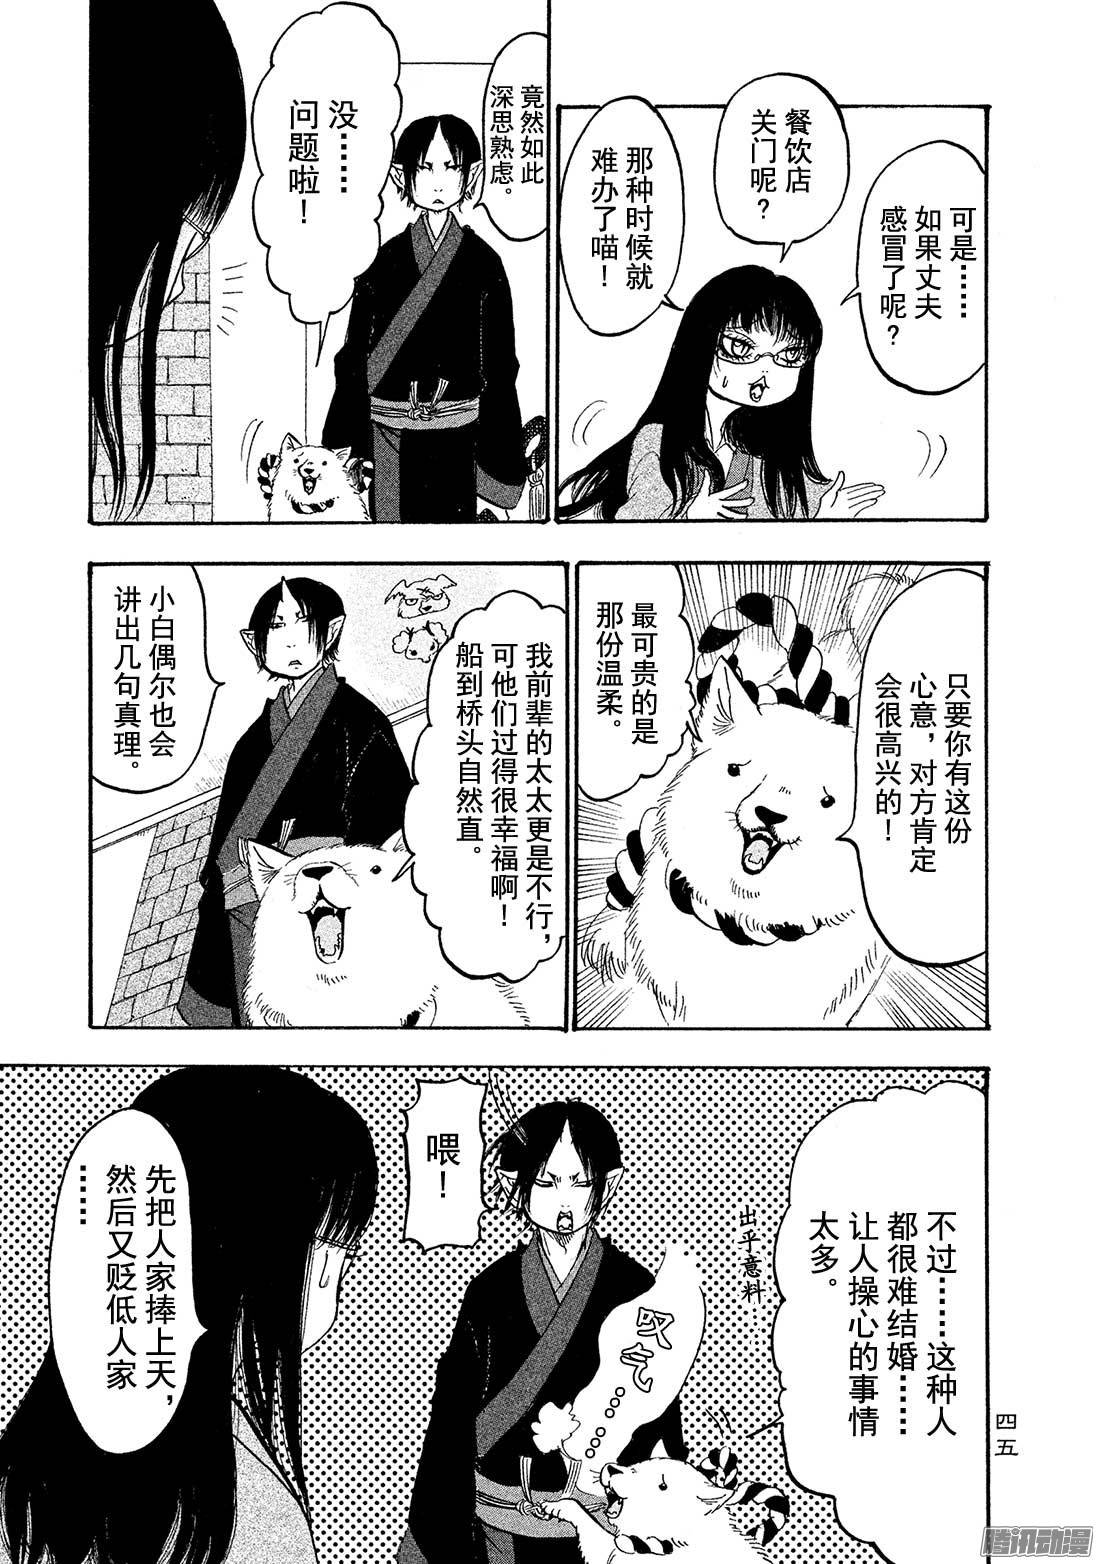 可是……
如果丈夫
感冒了呢？
餐饮店
关门呢？
那种时候就
难办了喵！
竟然如此
深思熟虑。
没……
问题啦！
只要你有这份
心意，对方肯定
会很高兴的！
最可贵的是
那份温柔。
我前辈的太太更是不行，
可他们过得很幸福啊！
船到桥头自然直。
小白偶尔也会
讲出几句真理。
不过……这种人
都很难结婚……
让人操心的事情
太多。
出乎意料……
叹气……
喂！
先把人家捧上天，
然后又贬低人家
……
四五
腾讯动漫